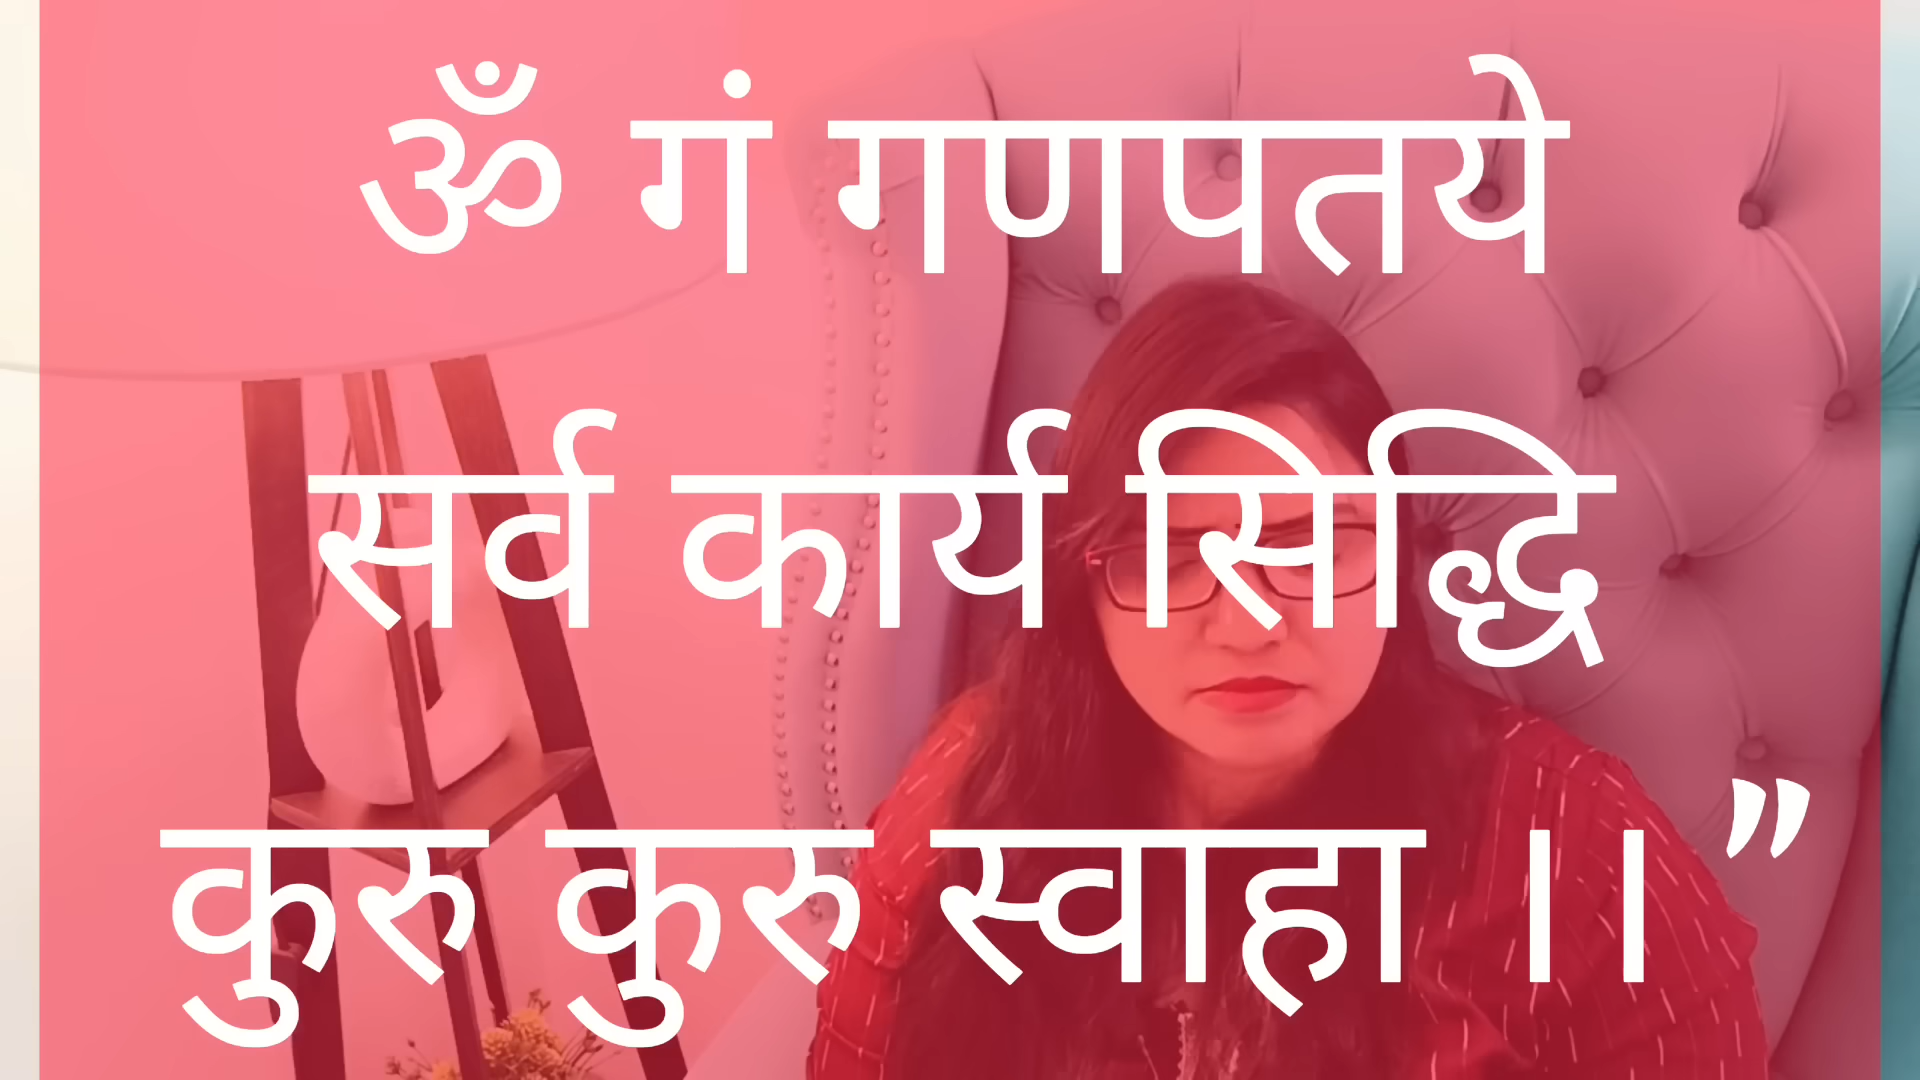 ॐ गं गणपतये
सर्व कार्य सिद्धि
कुरु कुरु स्वाहा ।।”